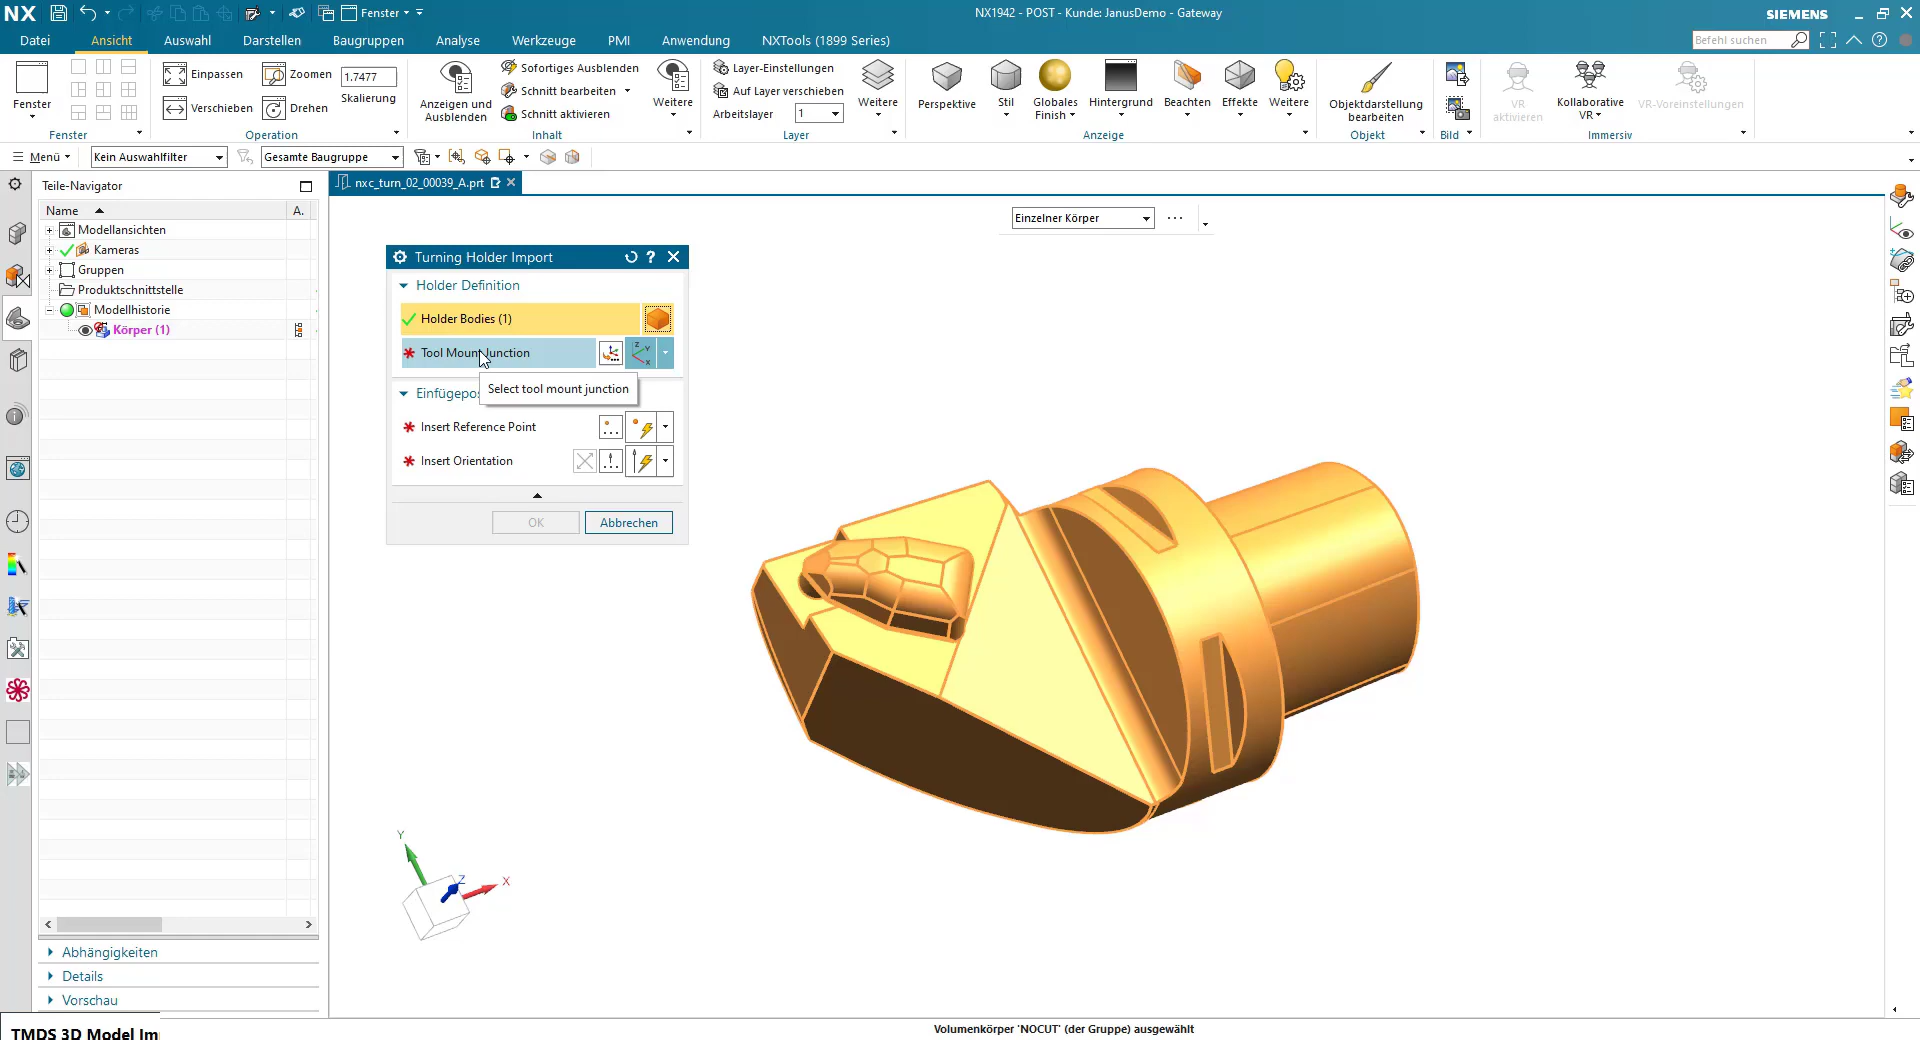 NX
Fenster
NX1942 - POST - Kunde: JanusDemo - Gateway
SIEMENS
Datei
Ansicht
Auswahl
Darstellen
Baugruppen
Analyse
Werkzeuge
PMI
Anwendung
NXTools (1899 Series)
Befehl suchen
Fenster
Einpassen
Zoomen
1.7477
Verschieben
Drehen
Skalierung
Anzeigen und
Ausblenden
Sofortiges Ausblenden
Schnitt bearbeiten
Schnitt aktivieren
Weitere
Layer-Einstellungen
Auf Layer verschieben
Arbeitslayer
1
Weitere
Perspektive
Stil
Globales
Finish
Hintergrund
Beachten
Effekte
Weitere
Objektdarstellung
bearbeiten
VR
aktivieren
Kollaborative
VR
VR-Voreinstellungen
Fenster
Operation
Inhalt
Layer
Anzeige
Objekt
Bild
Immersiv
Menü
Kein Auswahlfilter
Gesamte Baugruppe
Teile-Navigator
nxc_turn_02_00039_A.prt
Name
A.
Modellansichten
Kameras
Gruppen
Produktschnittstelle
Modellhistorie
Körper (1)
Einzelner Körper
Turning Holder Import
Holder Definition
Holder Bodies (1)
Tool Mount Junction
Z
Y
X
Select tool mount junction
Einfügepos
Insert Reference Point
Insert Orientation
OK
Abbrechen
Y
Z
X
Abhängigkeiten
Details
Vorschau
TMDS 3D Model Im
Volumenkörper 'NOCUT' (der Gruppe) ausgewählt